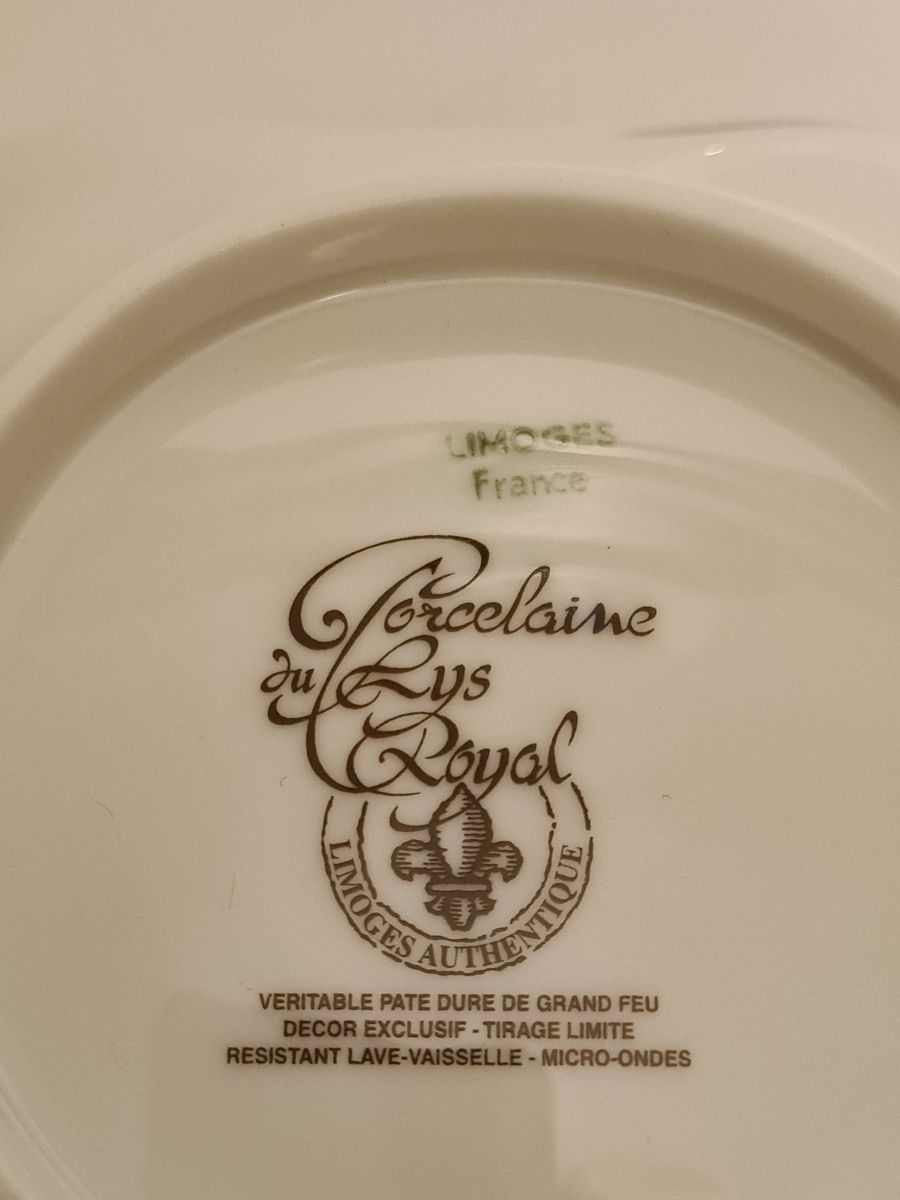 LIMOGES
France
Porcelaine
du Lys
Royal
LIMOGES AUTHENTIQUE
VERITABLE PATE DURE DE GRAND FEU
DECOR EXCLUSIF - TIRAGE LIMITE
RESISTANT LAVE-VAISSELLE - MICRO-ONDES